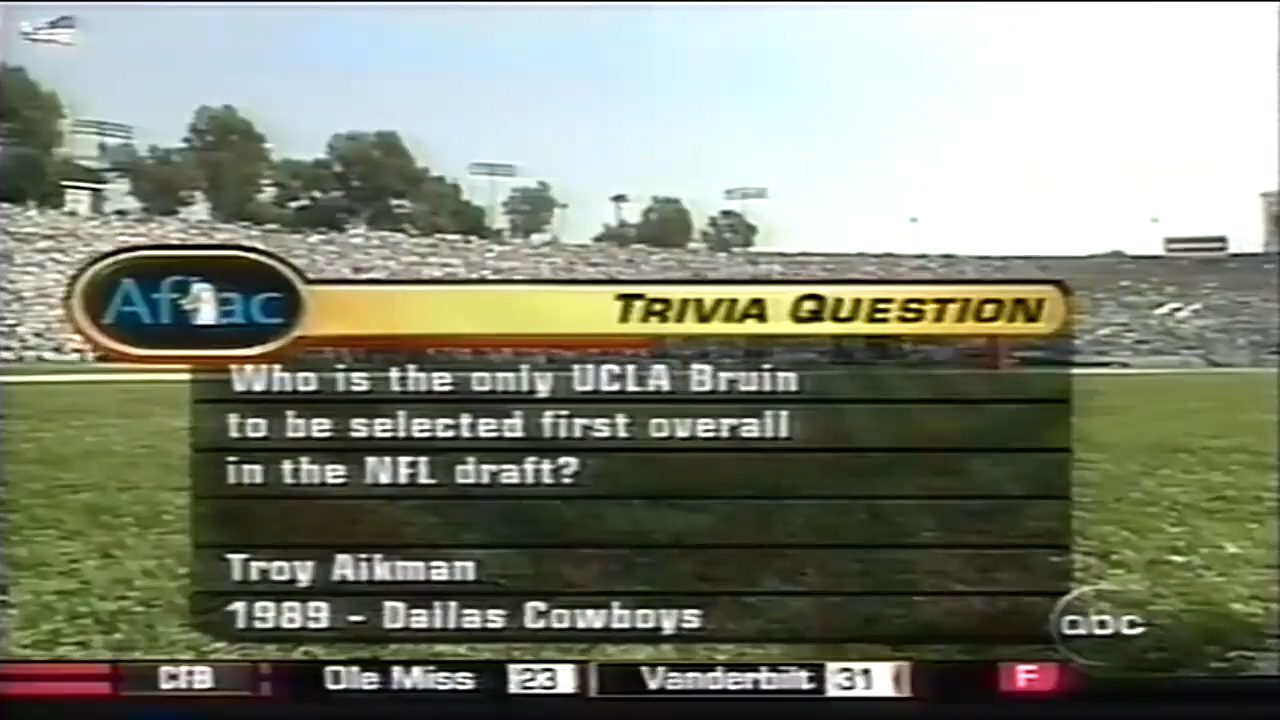 Aflac
TRIVIA QUESTION
Who is the only UCLA Bruin
to be selected first overall
in the NFL draft?
Troy Aikman
1989 - Dallas Cowboys
abc
CFB Ole Miss 23 Vanderbilt 31 F